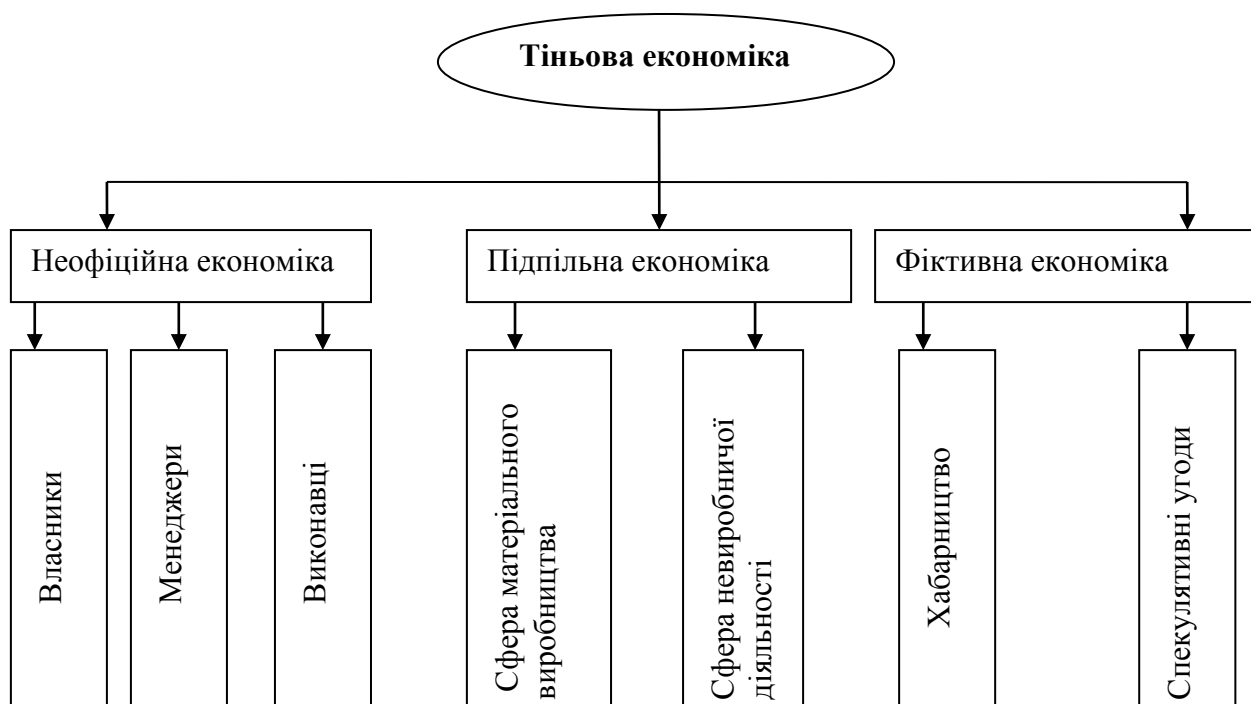 Тіньова економіка
Неофіційна економіка
Підпільна економіка
Фіктивна економіка
Власники
Менеджери
Виконавці
Сфера матеріального
виробництва
Сфера невиробничої
діяльності
Хабарництво
Спекулятивні угоди